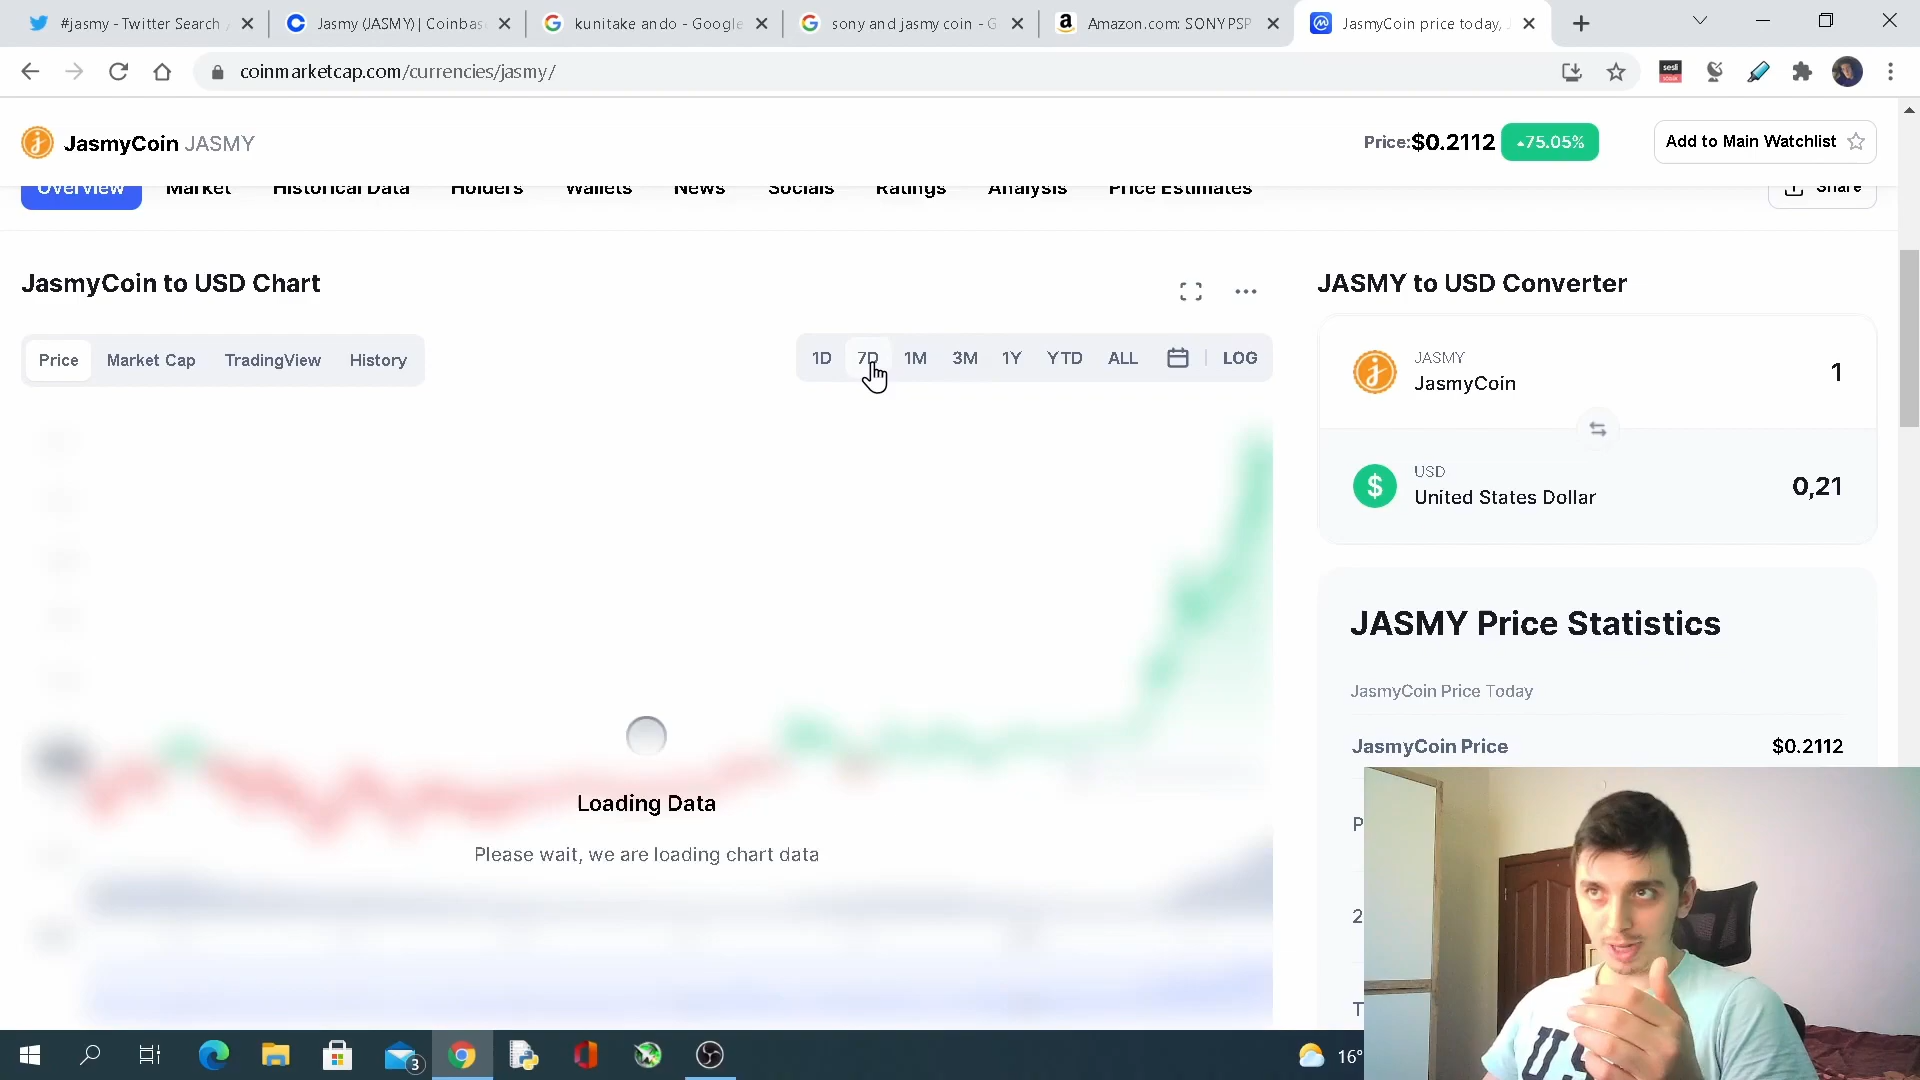 #jasmy - Twitter Search
Jasmy (JASMY) | Coinbas
kunitake ando - Google
sony and jasmy coin - G
Amazon.com: SONY PSP
JasmyCoin price today,
coinmarketcap.com/currencies/jasmy/
sesli
JasmyCoin JASMY
Price:$0.2112
75.05%
Add to Main Watchlist
Overview
Market
Historical Data
Holders
Wallets
News
Socials
Ratings
Analysis
Price Estimates
Share
JasmyCoin to USD Chart
Price
Market Cap
TradingView
History
1D
7D
1M
3M
1Y
YTD
ALL
LOG
Loading Data
Please wait, we are loading chart data
JASMY to USD Converter
JASMY
JasmyCoin
1
USD
United States Dollar
0,21
JASMY Price Statistics
JasmyCoin Price Today
JasmyCoin Price
$0.2112
P
2
T
3
16°